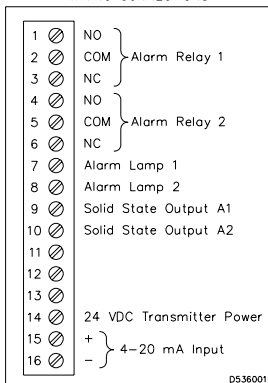 1 NO
2 COM Alarm Relay 1
3 NC
4 NO
5 COM Alarm Relay 2
6 NC
7 Alarm Lamp 1
8 Alarm Lamp 2
9 Solid State Output A1
10 Solid State Output A2
11
12
13
14 24 VDC Transmitter Power
15 +
4-20 mA Input
16 -
D536001